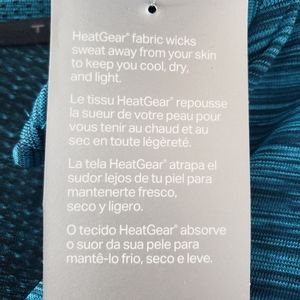 HeatGear® fabric wicks
sweat away from your skin
to keep you cool, dry,
and light.
Le tissu HeatGear® repousse
la sueur de votre peau pour
vous tenir au chaud et au
sec en toute légèreté.
La tela HeatGear® atrapa el
sudor lejos de tu piel para
mantenerte fresco,
seco y ligero.
O tecido HeatGear® absorve
o suor da sua pele para
mantê-lo frio, seco e leve.